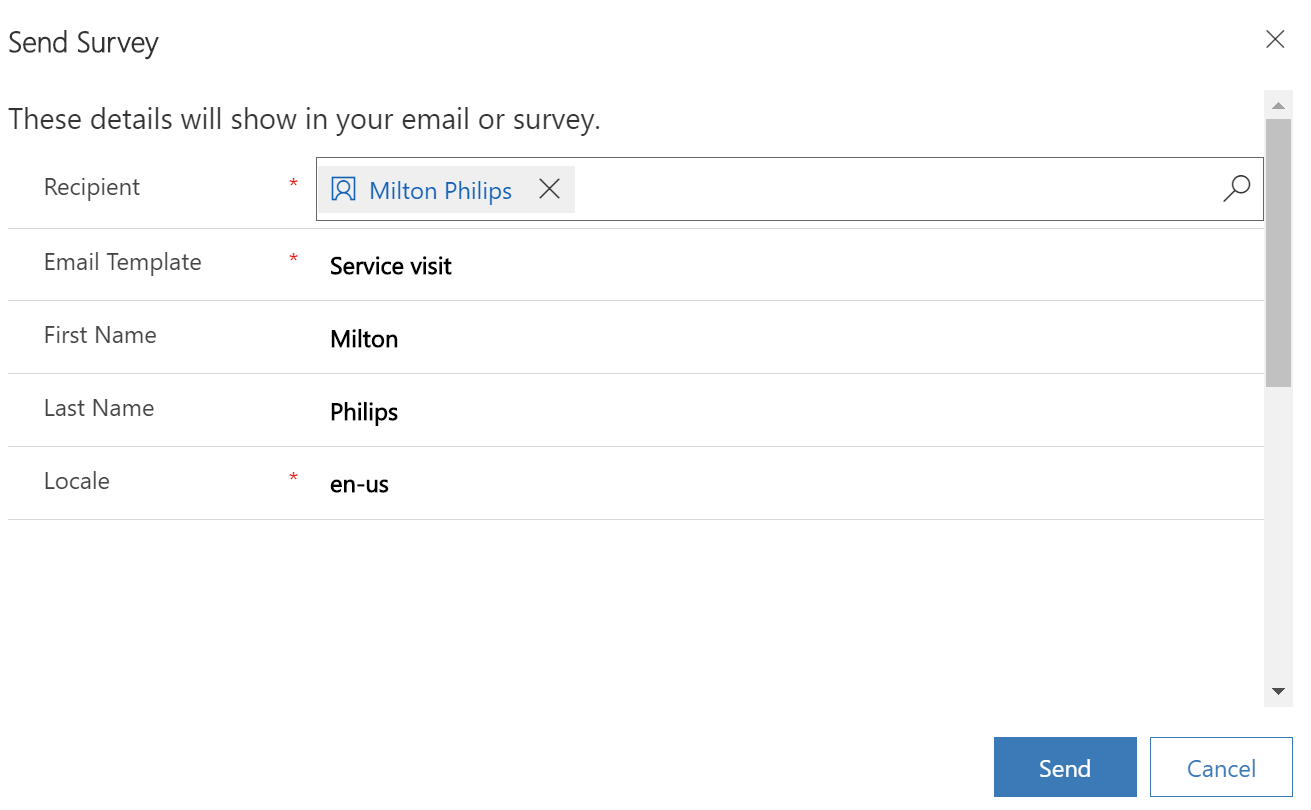 Send Survey
These details will show in your email or survey.
Recipient * Milton Philips
Email Template * Service visit
First Name Milton
Last Name Philips
Locale * en-us
Send Cancel